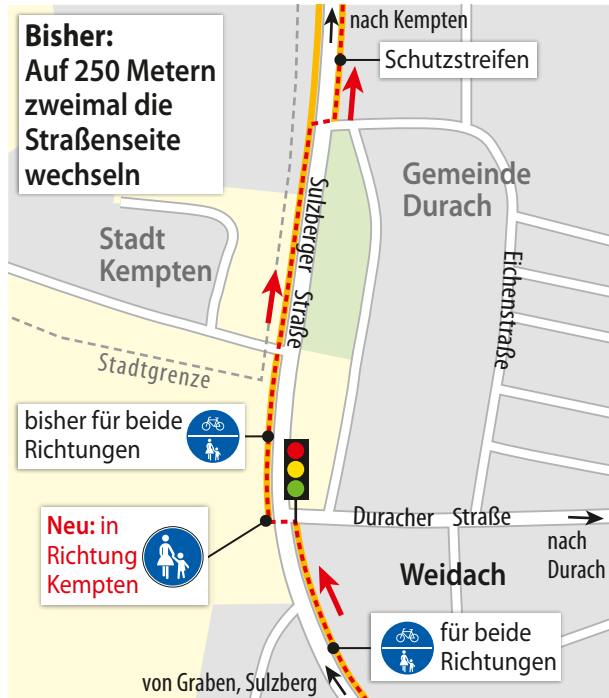 Bisher:
Auf 250 Metern
zweimal die
Straßenseite
wechseln
nach Kempten
Schutzstreifen
Gemeinde
Durach
Stadt
Kempten
Sulzberger Straße
Eichenstraße
Stadtgrenze
bisher für beide
Richtungen
Neu: in
Richtung
Kempten
Duracher Straße
nach
Durach
Weidach
für beide
Richtungen
von Graben, Sulzberg